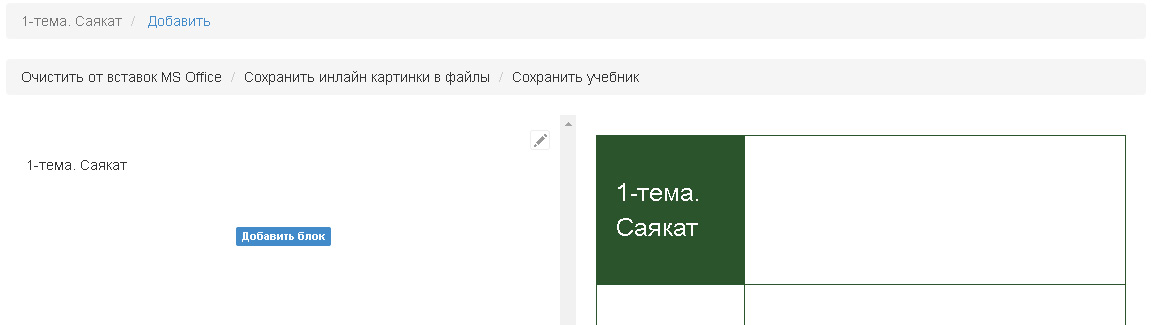 1-тема. Саякат / Добавить
Очистить от вставок MS Office / Сохранить инлайн картинки в файлы / Сохранить учебник
1-тема. Саякат
Добавить блок
1-тема.
Саякат